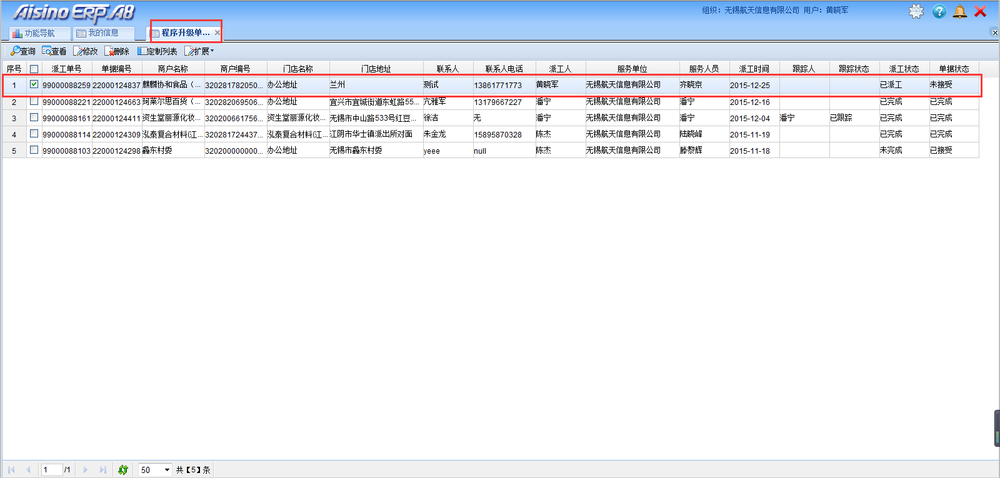 Aisino ERP.A8
组织：无锡航天信息有限公司 用户：黄晓军
功能导航 我的信息 程序升级单...
查询 查看 修改 删除 定制列表 扩展
序号 派工单号 单据编号 商户名称 商户编号 门店名称 门店地址 联系人 联系人电话 派工人 服务单位 服务人员 派工时间 跟踪人 跟踪状态 派工状态 单据状态
1 99000088259 22000124837 麒麟协和食品（... 320281782050... 办公地址 兰州 测试 13861771773 黄晓军 无锡航天信息有限公司 齐晓京 2015-12-25 已派工 未接受
2 99000088221 22000124663 珂莱尔思百货（... 320282069506... 办公地址 宜兴市宜城街道东虹路55... 亢雅军 13179667227 潘宁 无锡航天信息有限公司 潘宁 2015-12-16 已完成 已完成
3 99000088161 22000124411 资生堂丽源化妆... 320200661756... 资生堂丽源化妆... 无锡市中山路533号红豆... 徐洁 无 潘宁 无锡航天信息有限公司 潘宁 2015-12-04 潘宁 已跟踪 已完成 已完成
4 99000088114 22000124309 泓泰复合材料(江... 320281724437... 泓泰复合材料(江... 江阴市华士镇派出所对面 朱金龙 15895870328 陈杰 无锡航天信息有限公司 陆晓峰 2015-11-19 已完成 已完成
5 99000088103 22000124298 鑫东村委 320200000000... 办公地址 无锡市鑫东村委 yeee null 陈杰 无锡航天信息有限公司 滕黎辉 2015-11-18 未完成 已接受
1 /1 50 共【5】条